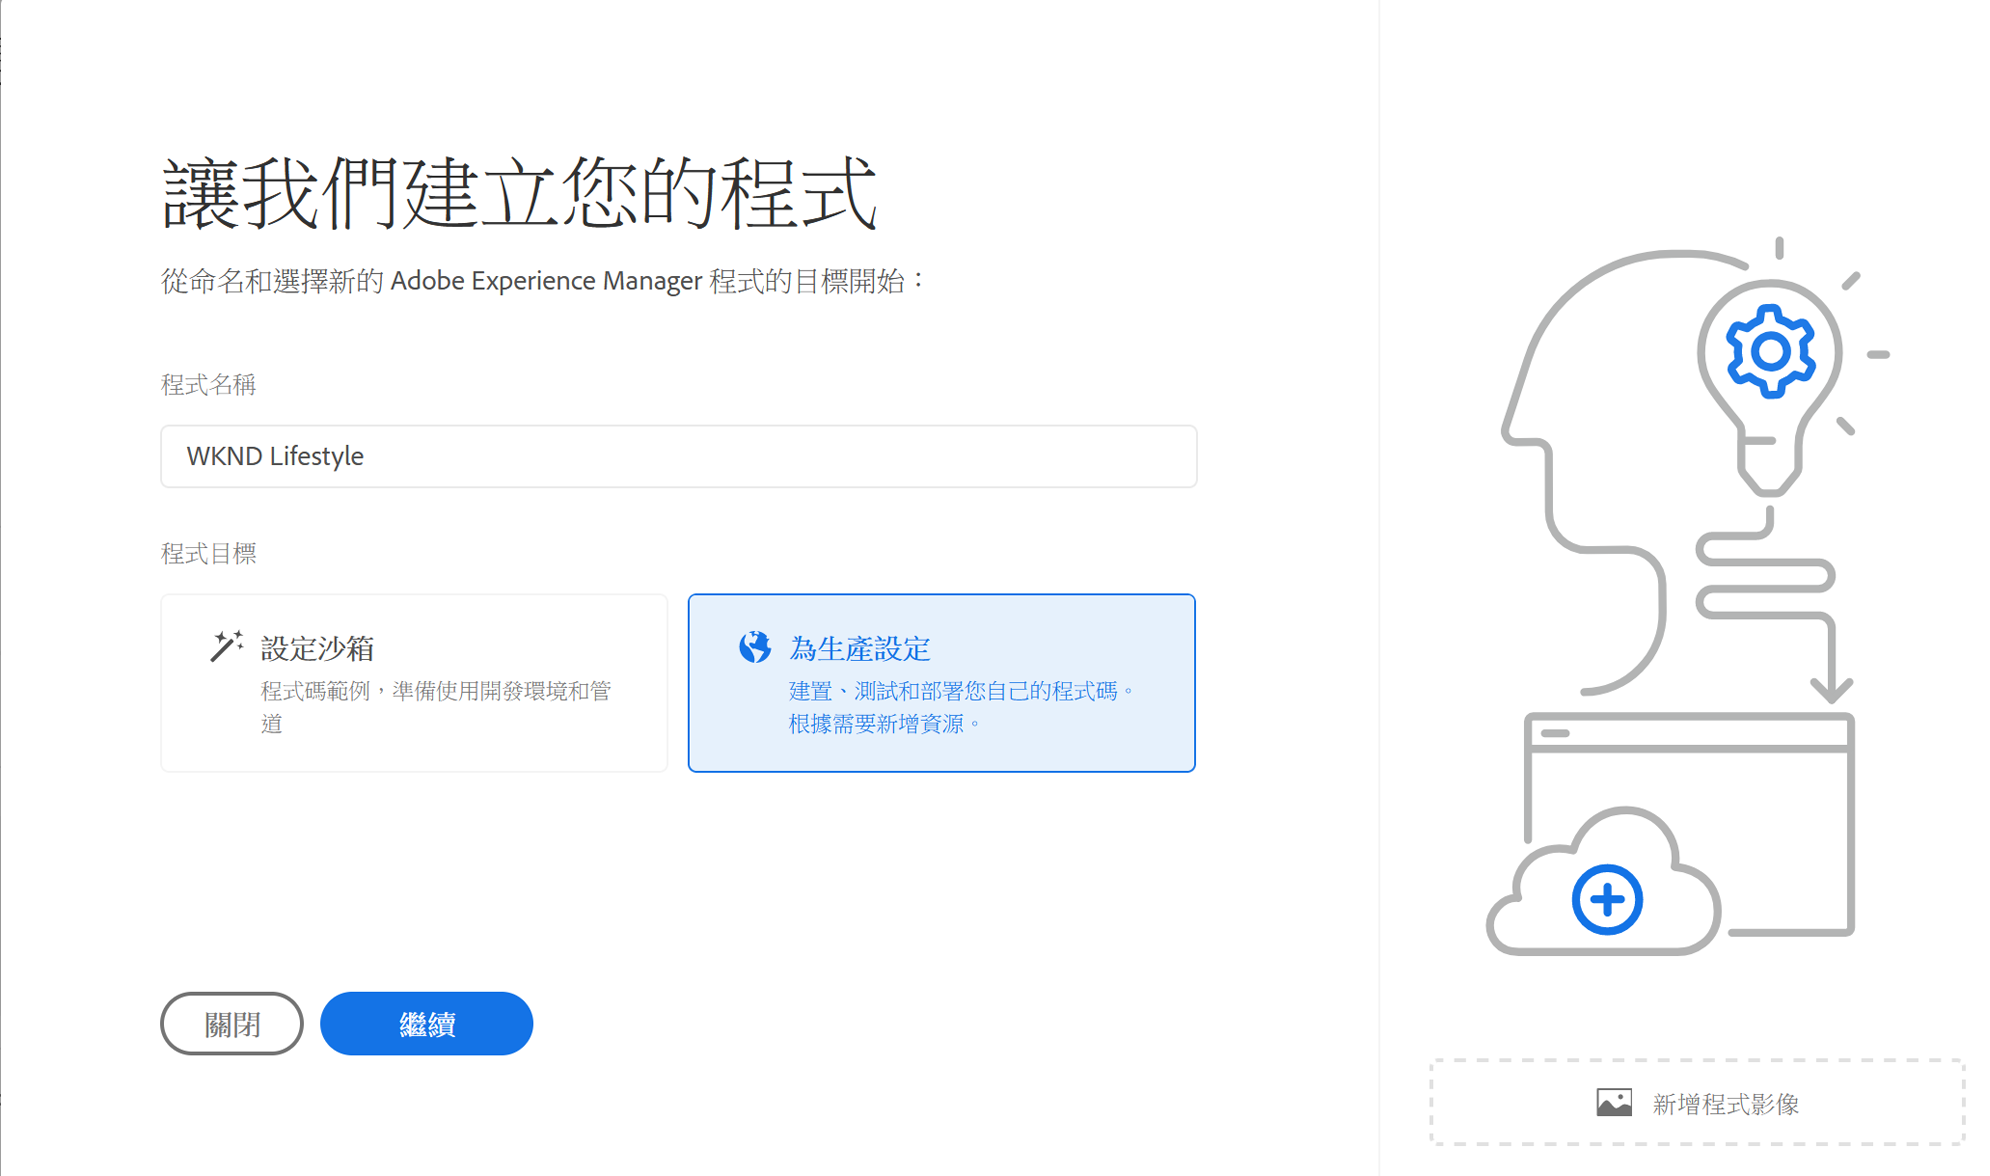 讓我們建立您的程式
從命名和選擇新的 Adobe Experience Manager 程式的目標開始：
程式名稱
WKND Lifestyle
程式目標
設定沙箱
程式碼範例，準備使用開發環境和管
道
為生產設定
建置、測試和部署您自己的程式碼。
根據需要新增資源。
關閉
繼續
新增程式影像